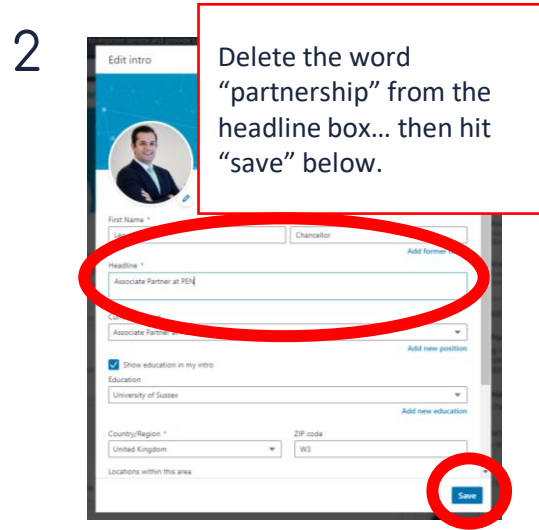 2
Delete the word
“partnership” from the
headline box… then hit
“save” below.
Edit intro
First Name *
Chancellor
Add former
Headline *
Associate Partner at PEN
Associate Partner
Add new position
Show education in my intro
Education
University of Sussex
Add new education
Country/Region *
ZIP code
United Kingdom
W3
Locations within this area
Save